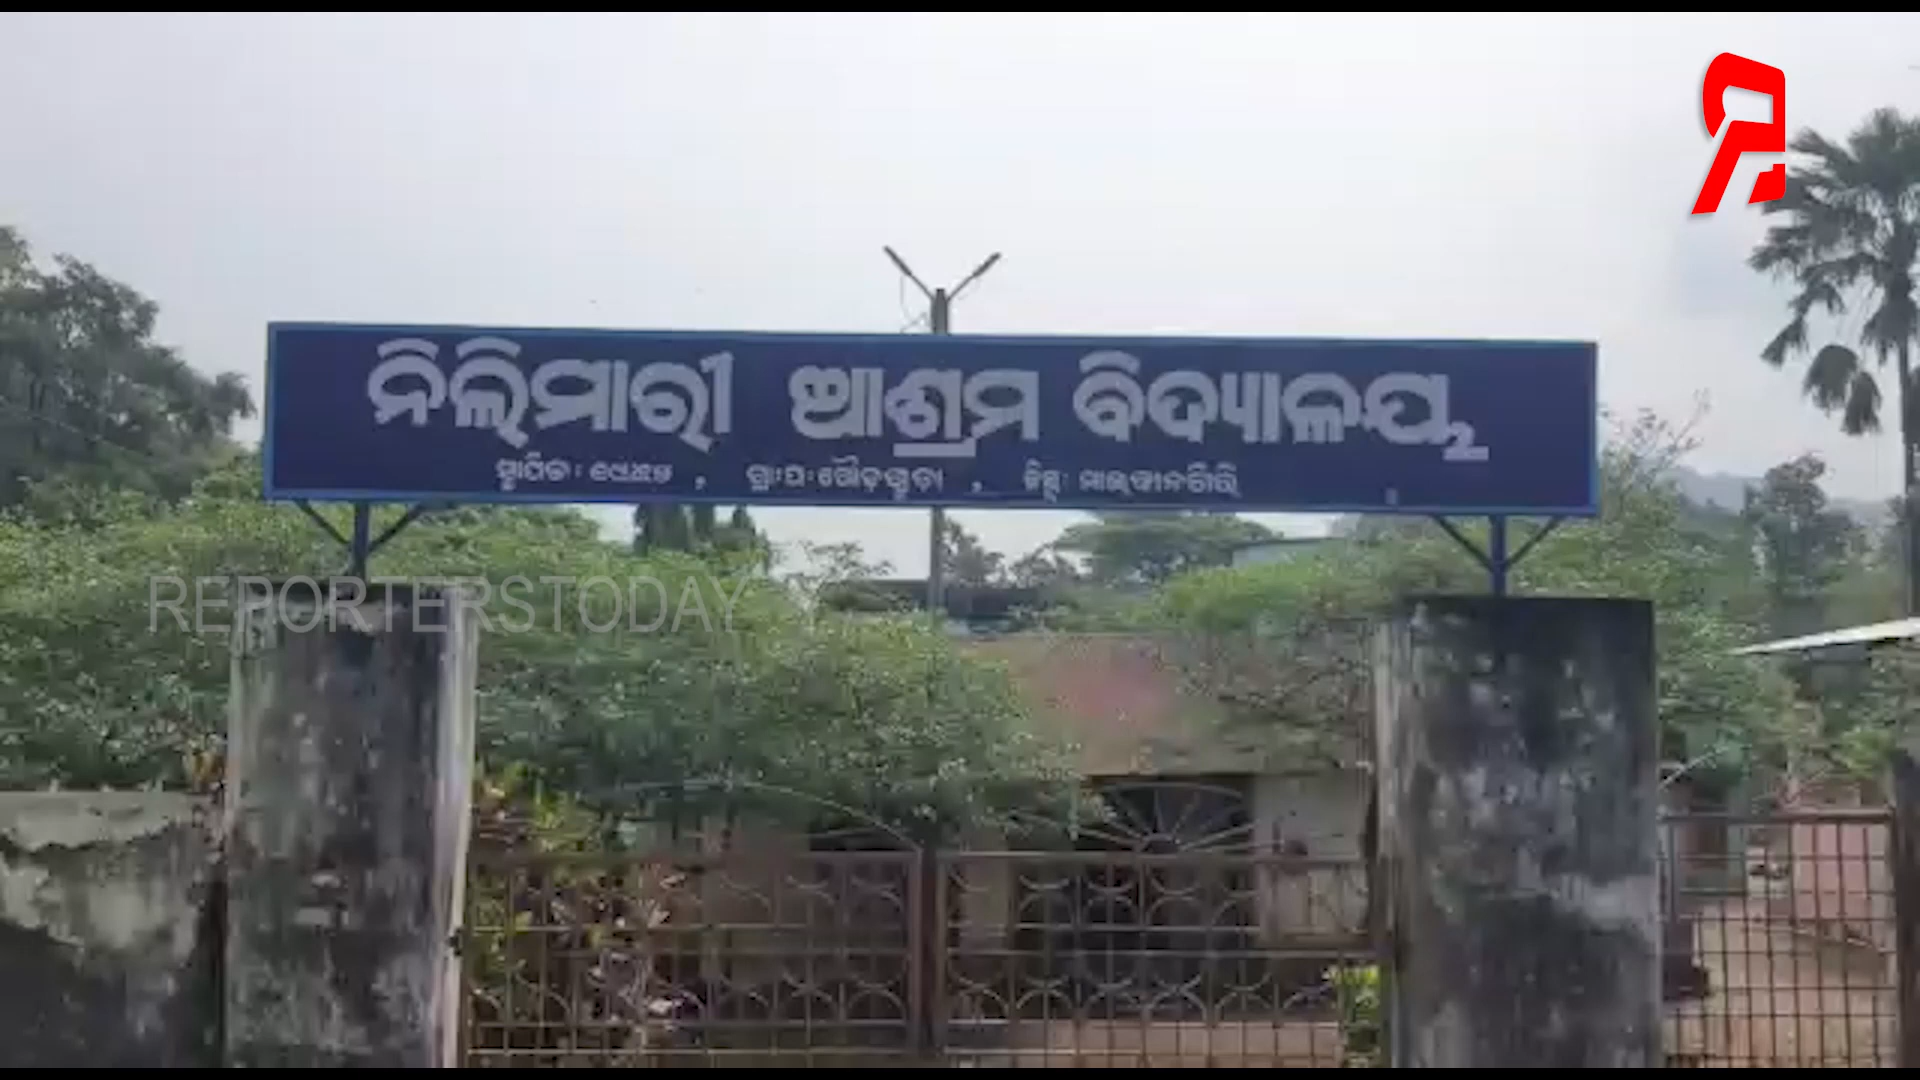 ନିଲିମାରୀ ଆଶ୍ରମ ବିଦ୍ୟାଳୟ
ସ୍ଥାପିତ: , ଗ୍ରା:ପ: , ଜିଲ୍ଲା: ମାଲକାନଗିରି
REPORTERSTODAY